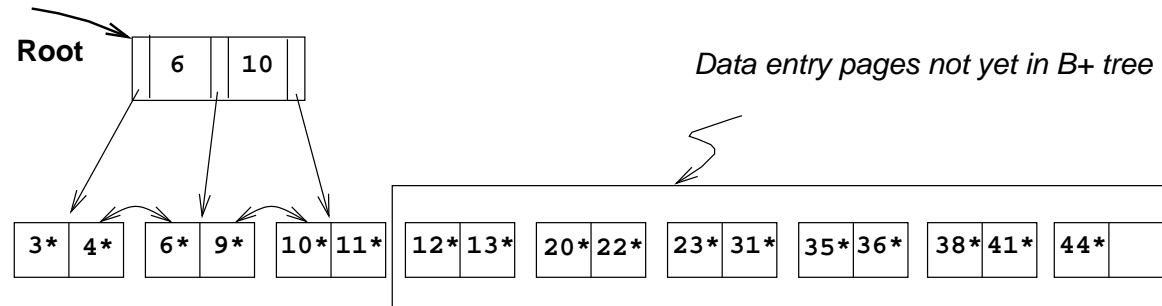 Root
6 10
Data entry pages not yet in B+ tree
3* 4* 6* 9* 10* 11* 12* 13* 20* 22* 23* 31* 35* 36* 38* 41* 44*